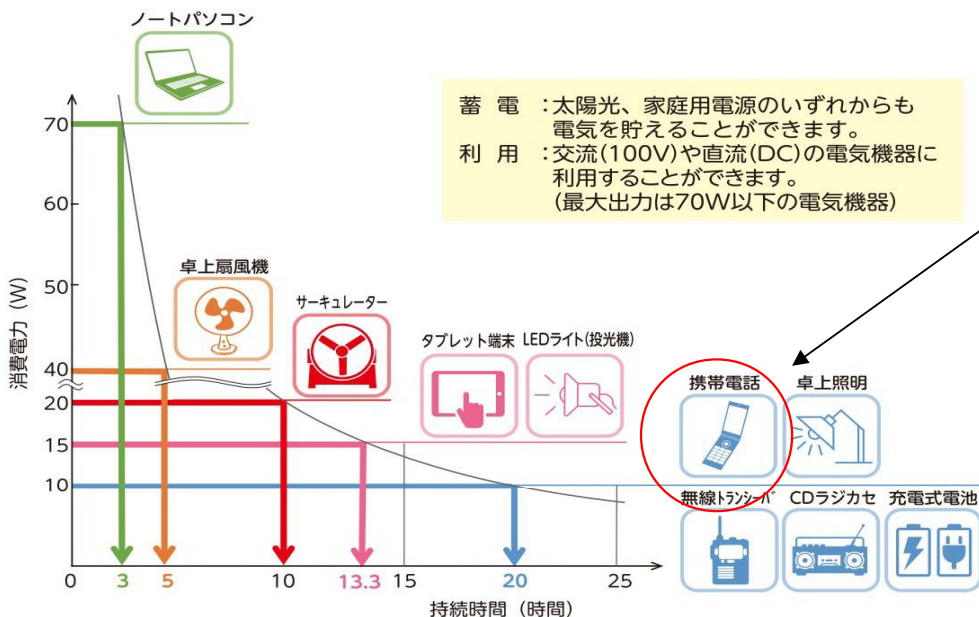 ノートパソコン
蓄 電 ：太陽光、家庭用電源のいずれからも
電気を貯えることができます。
利 用 ：交流(100V)や直流(DC)の電気機器に
利用することができます。
(最大出力は70W以下の電気機器)
消費電力 (W)
70
60
50
40
20
15
10
卓上扇風機
サーキュレーター
タブレット端末
LEDライト(投光機)
携帯電話
卓上照明
無線トランシーバ
CDラジカセ
充電式電池
0
3
5
10
13.3
15
20
25
持続時間 (時間)